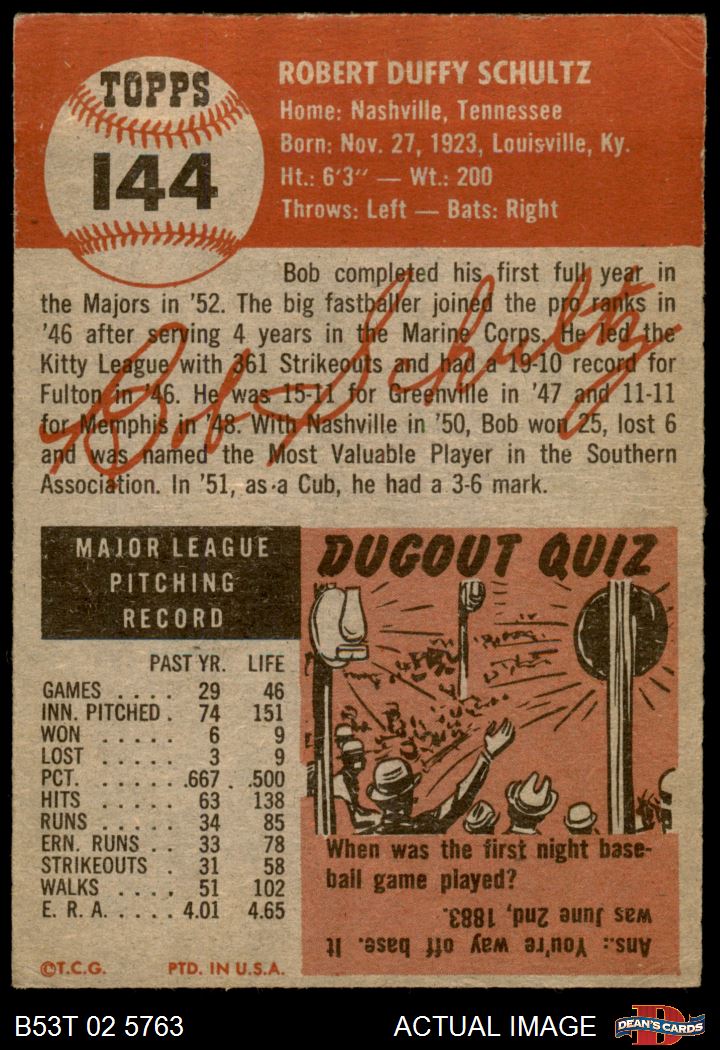 TOPPS
144
ROBERT DUFFY SCHULTZ
Home: Nashville, Tennessee
Born: Nov. 27, 1923, Louisville, Ky.
Ht.: 6'3" — Wt.: 200
Throws: Left — Bats: Right
Bob completed his first full year in
the Majors in '52. The big fastballer joined the pro ranks in
'46 after serving 4 years in the Marine Corps. He led the
Kitty League with 361 Strikeouts and had a 19-10 record for
Fulton in '46. He was 15-11 for Greenville in '47 and 11-11
for Memphis in '48. With Nashville in '50, Bob won 25, lost 6
and was named the Most Valuable Player in the Southern
Association. In '51, as a Cub, he had a 3-6 mark.
Bob Schultz
MAJOR LEAGUE
PITCHING
RECORD
PAST YR. LIFE
GAMES . . . . 29 46
INN. PITCHED . 74 151
WON . . . . . 6 9
LOST . . . . . 3 9
PCT. . . . . . .667 .500
HITS . . . . . 63 138
RUNS . . . . . 34 85
ERN. RUNS . . 33 78
STRIKEOUTS . 31 58
WALKS . . . . 51 102
E. R. A. . . . . 4.01 4.65
©T.C.G. PTD. IN U.S.A.
DUGOUT QUIZ
When was the first night base-
ball game played?
Ans.: You're way off base. It
was June 2nd, 1883.
B53T 02 5763 ACTUAL IMAGE
D
DEAN'S CARDS